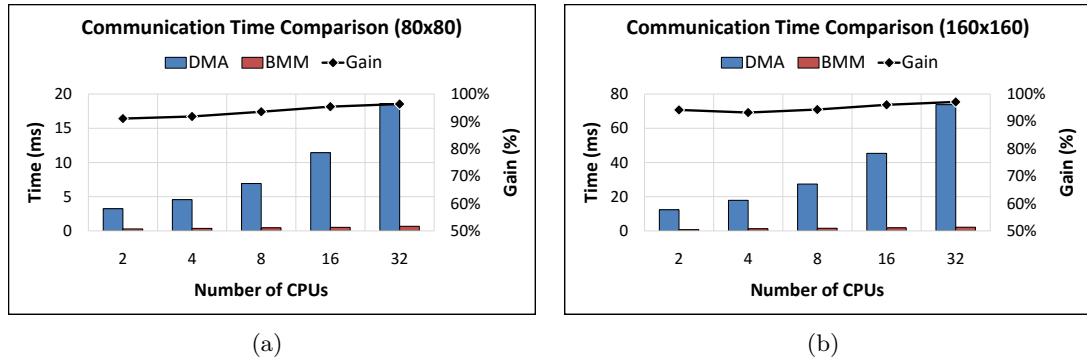 Communication Time Comparison (80x80)
DMA BMM Gain
20
15
10
5
0
Time (ms)
100%
90%
80%
70%
60%
50%
Gain (%)
2 4 8 16 32
Number of CPUs
(a)
Communication Time Comparison (160x160)
DMA BMM Gain
80
60
40
20
0
Time (ms)
100%
90%
80%
70%
60%
50%
Gain (%)
2 4 8 16 32
Number of CPUs
(b)